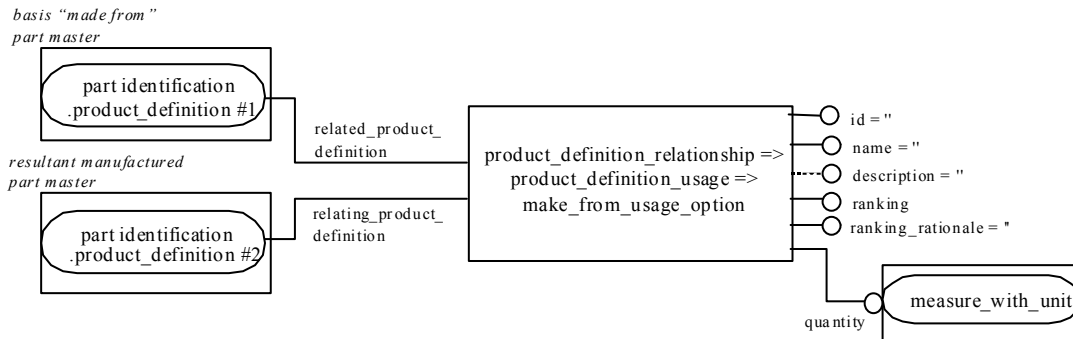 basis “made from”
part master
part identification
.product_definition #1
related_product_
definition
resultant manufactured
part master
part identification
.product_definition #2
relating_product_
definition
product_definition_relationship =>
product_definition_usage =>
make_from_usage_option
id = ''
name = ''
description = ''
ranking
ranking_rationale = ''
quantity
measure_with_unit